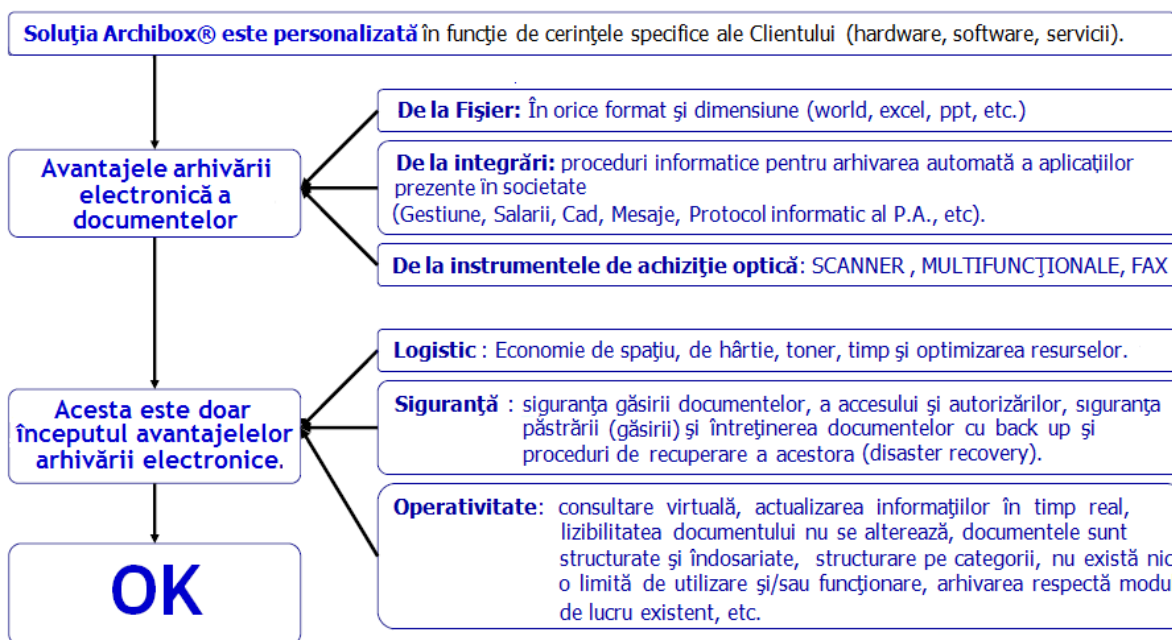 Soluţia Archibox® este personalizată în funcţie de cerinţele specifice ale Clientului (hardware, software, servicii).
De la Fişier: În orice format şi dimensiune (world, excel, ppt, etc.)
Avantajele arhivării
electronică a
documentelor
De la integrări: proceduri informatice pentru arhivarea automată a aplicaţiilor
prezente în societate
(Gestiune, Salarii, Cad, Mesaje, Protocol informatic al P.A., etc).
De la instrumentele de achiziţie optică: SCANNER , MULTIFUNCŢIONALE, FAX
Logistic : Economie de spaţiu, de hârtie, toner, timp şi optimizarea resurselor.
Acesta este doar
începutul avantajelelor
arhivării electronice.
Siguranţă : siguranţa găsirii documentelor, a accesului şi autorizărilor, sıguranţa
păstrării (găsirii) şi întreţinerea documentelor cu back up şi
proceduri de recuperare a acestora (disaster recovery).
Operativitate: consultare virtuală, actualizarea informaţiilor în timp real,
lizibilitatea documentului nu se alterează, documentele sunt
structurate şi îndosariate, structurare pe categorii, nu există nic
o limită de utilizare şi/sau funcţionare, arhivarea respectă modu
de lucru existent, etc.
OK